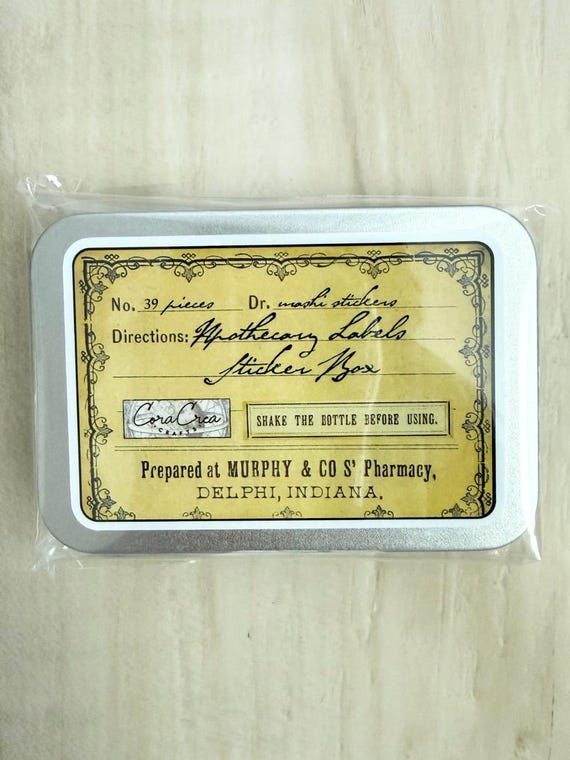 No. 39 pieces Dr. washi stickers
Directions: Apothecary Labels
Sticker Box
CoraCrea
CRAFTS
SHAKE THE BOTTLE BEFORE USING.
Prepared at MURPHY & CO S' Pharmacy,
DELPHI, INDIANA.